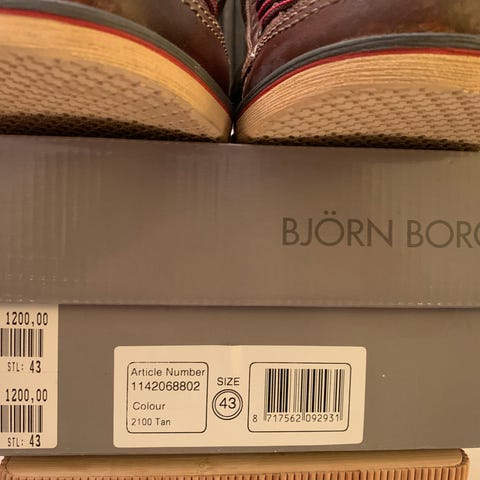 BJÖRN BORG
1200,00
STL: 43
1200,00
STL: 43
Article Number
1142068802
Colour
2100 Tan
SIZE
43
8 717562 092931